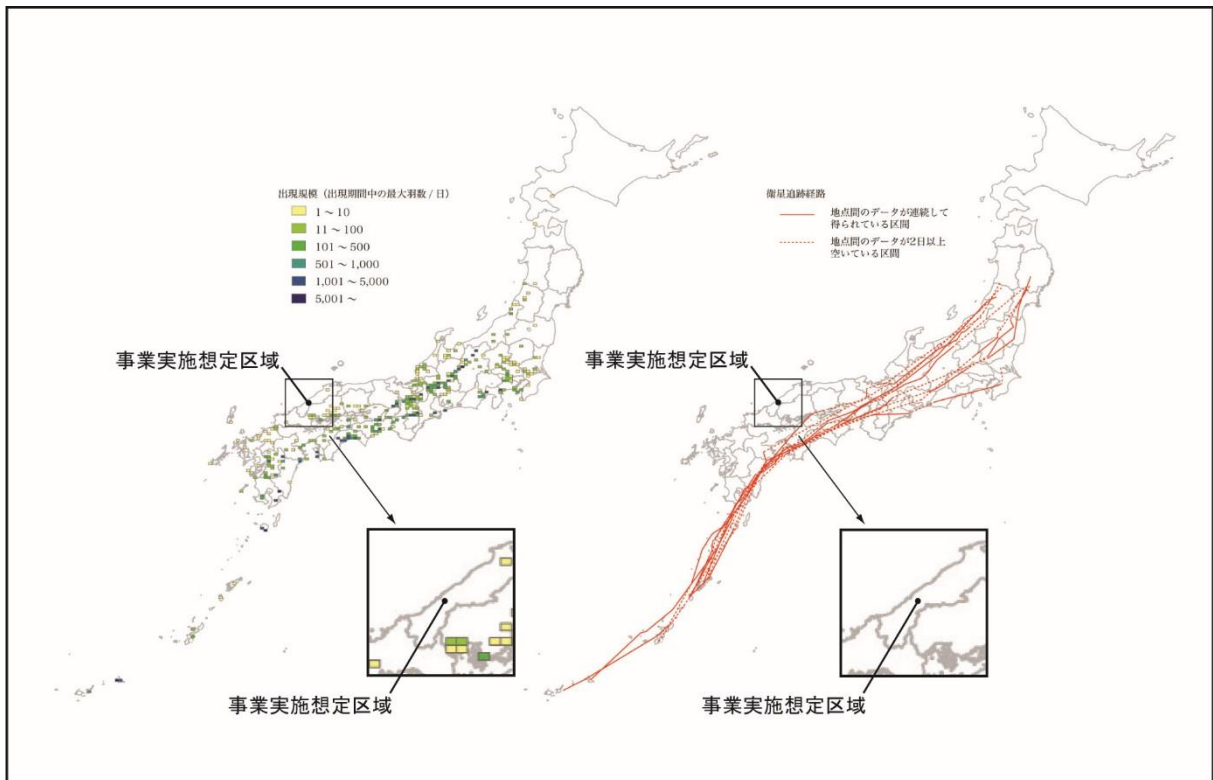 出現規模（出現期間中の最大羽数 / 日）
1 ～ 10
11 ～ 100
101 ～ 500
501 ～ 1,000
1,001 ～ 5,000
5,001 ～
事業実施想定区域
事業実施想定区域
衛星追跡経路
地点間のデータが連続して
得られている区間
地点間のデータが2日以上
空いている区間
事業実施想定区域
事業実施想定区域